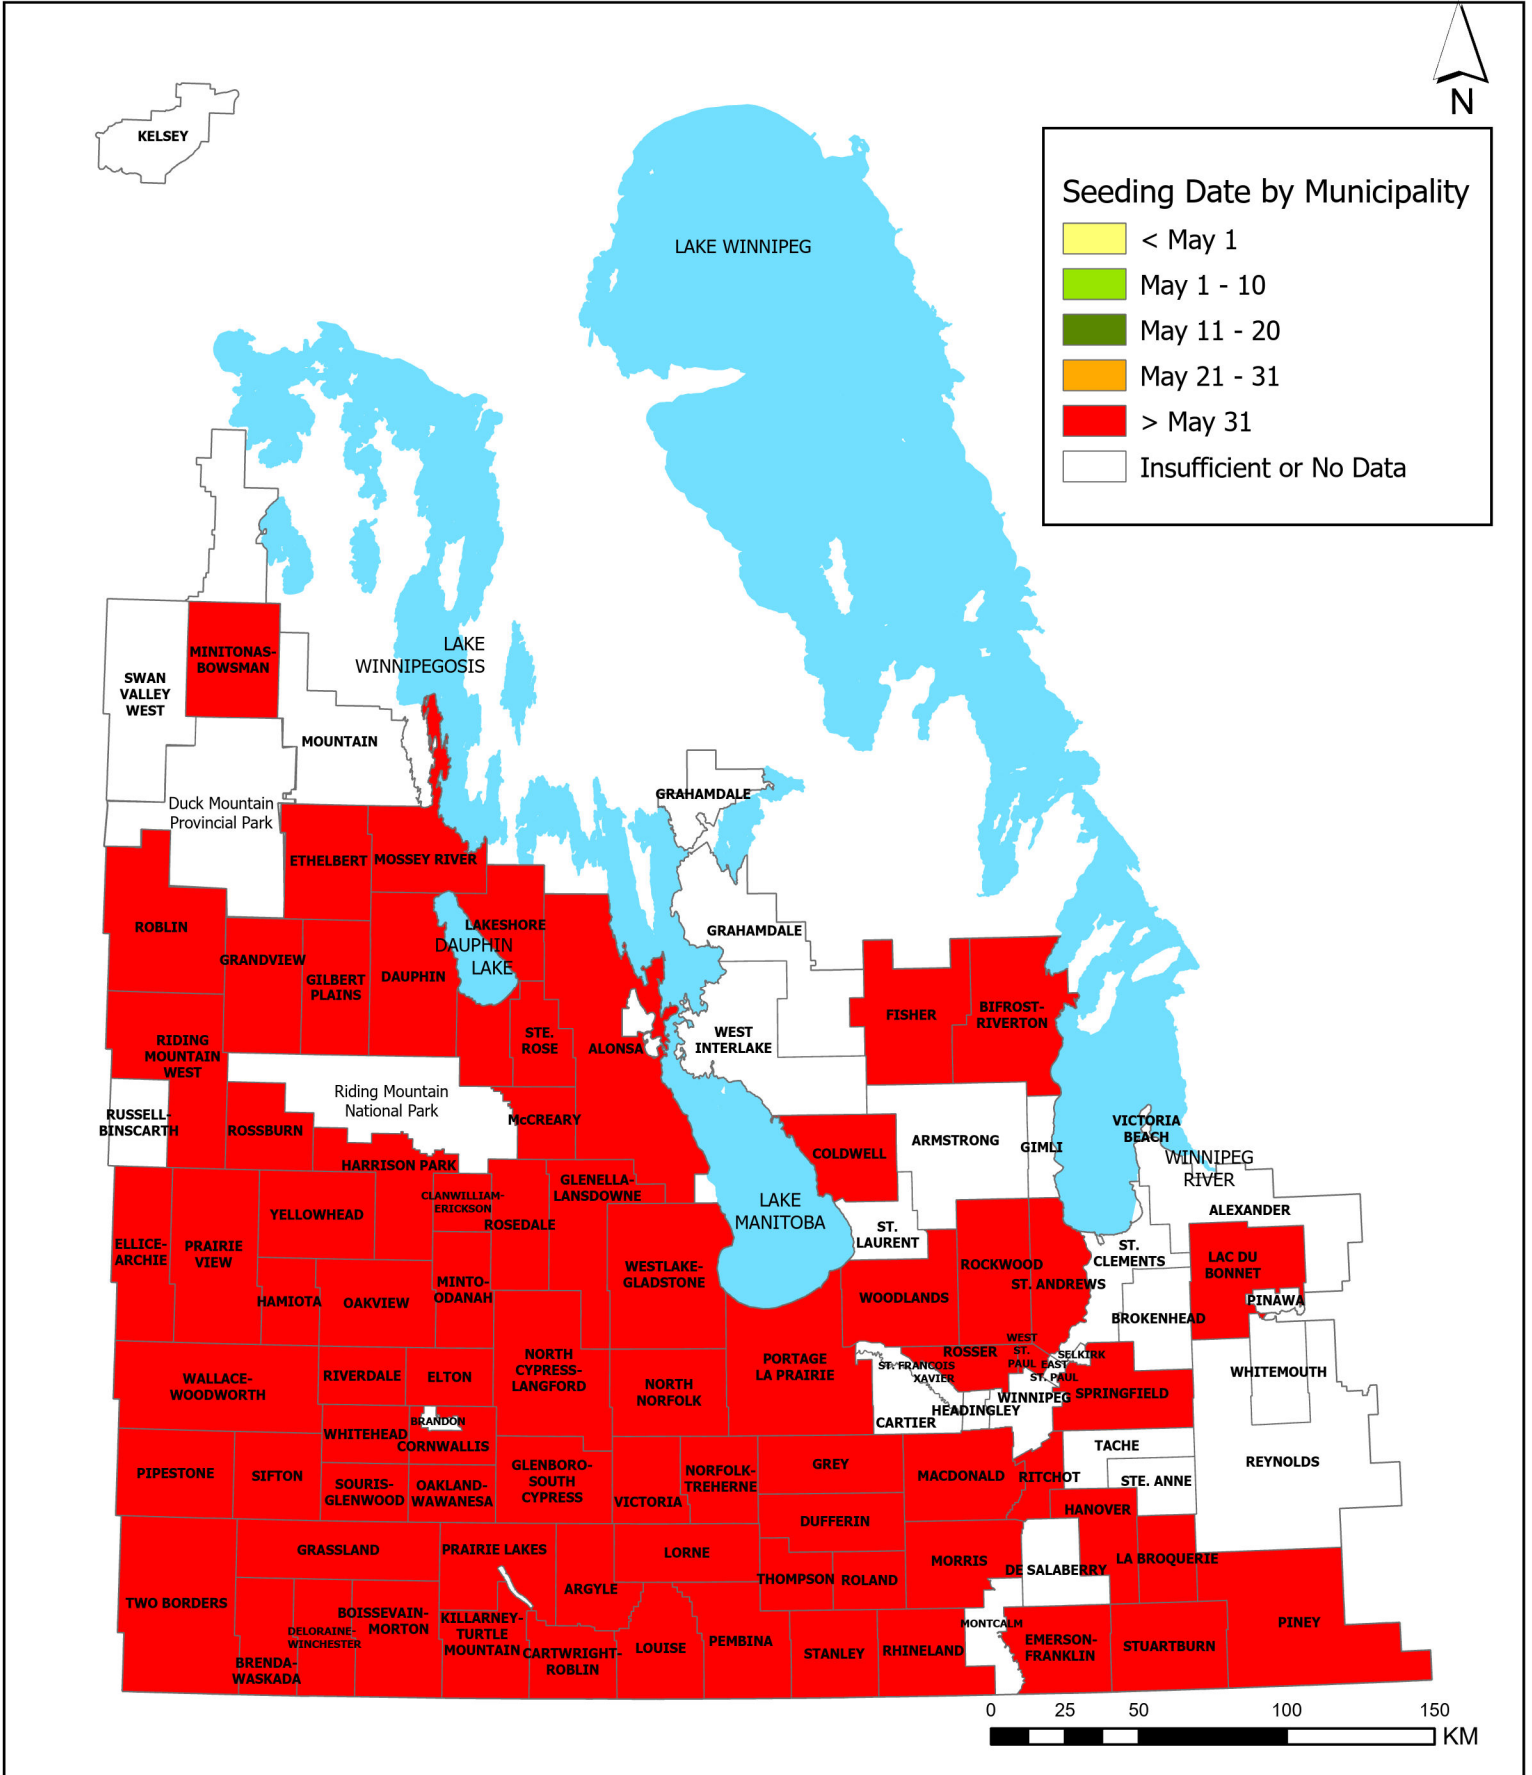 N
KELSEY
Seeding Date by Municipality
< May 1
May 1 - 10
May 11 - 20
May 21 - 31
> May 31
Insufficient or No Data
LAKE WINNIPEG
LAKE
WINNIPEGOSIS
MINITONAS-
BOWSMAN
SWAN
VALLEY
WEST
MOUNTAIN
Duck Mountain
Provincial Park
GRAHAMDALE
ETHELBERT
MOSSEY RIVER
ROBLIN
LAKESHORE
GRAHAMDALE
DAUPHIN
LAKE
GRANDVIEW
GILBERT
PLAINS
DAUPHIN
FISHER
BIFROST-
RIVERTON
RIDING
MOUNTAIN
WEST
STE.
ROSE
ALONSA
WEST
INTERLAKE
Riding Mountain
National Park
RUSSELL-
BINSCARTH
ROSSBURN
McCREARY
ARMSTRONG
GIMLI
VICTORIA
BEACH
WINNIPEG
RIVER
COLDWELL
HARRISON PARK
CLANWILLIAM-
ERICKSON
GLENELLA-
LANSDOWNE
LAKE
MANITOBA
ALEXANDER
YELLOWHEAD
ROSEDALE
ST.
LAURENT
ELLICE-
ARCHIE
PRAIRIE
VIEW
ST.
CLEMENTS
LAC DU
BONNET
WESTLAKE-
GLADSTONE
ROCKWOOD
ST. ANDREWS
HAMIOTA
OAKVIEW
MINTO-
ODANAH
WOODLANDS
PINAWA
BROKENHEAD
WALLACE-
WOODWORTH
RIVERDALE
ELTON
NORTH
CYPRESS-
LANGFORD
NORTH
NORFOLK
PORTAGE
LA PRAIRIE
ROSSER
WEST
ST.
PAUL
EAST
ST. PAUL
SELKIRK
ST. FRANCOIS
XAVIER
WHITEMOUTH
SPRINGFIELD
WINNIPEG
HEADINGLEY
CARTIER
BRANDON
WHITEHEAD
CORNWALLIS
TACHE
REYNOLDS
PIPESTONE
SIFTON
SOURIS-
GLENWOOD
OAKLAND-
WAWANESA
GLENBORO-
SOUTH
CYPRESS
VICTORIA
NORFOLK-
TREHERNE
GREY
MACDONALD
RITCHOT
STE. ANNE
HANOVER
DUFFERIN
GRASSLAND
PRAIRIE LAKES
LORNE
MORRIS
DE SALABERRY
LA BROQUERIE
TWO BORDERS
ARGYLE
THOMPSON
ROLAND
BOISSEVAIN-
MORTON
DELORAINE-
WINCHESTER
BRENDA-
WASKADA
KILLARNEY-
TURTLE
MOUNTAIN
CARTWRIGHT-
ROBLIN
LOUISE
PEMBINA
STANLEY
RHINELAND
MONTCALM
EMERSON-
FRANKLIN
STUARTBURN
PINEY
0 25 50 100 150
KM